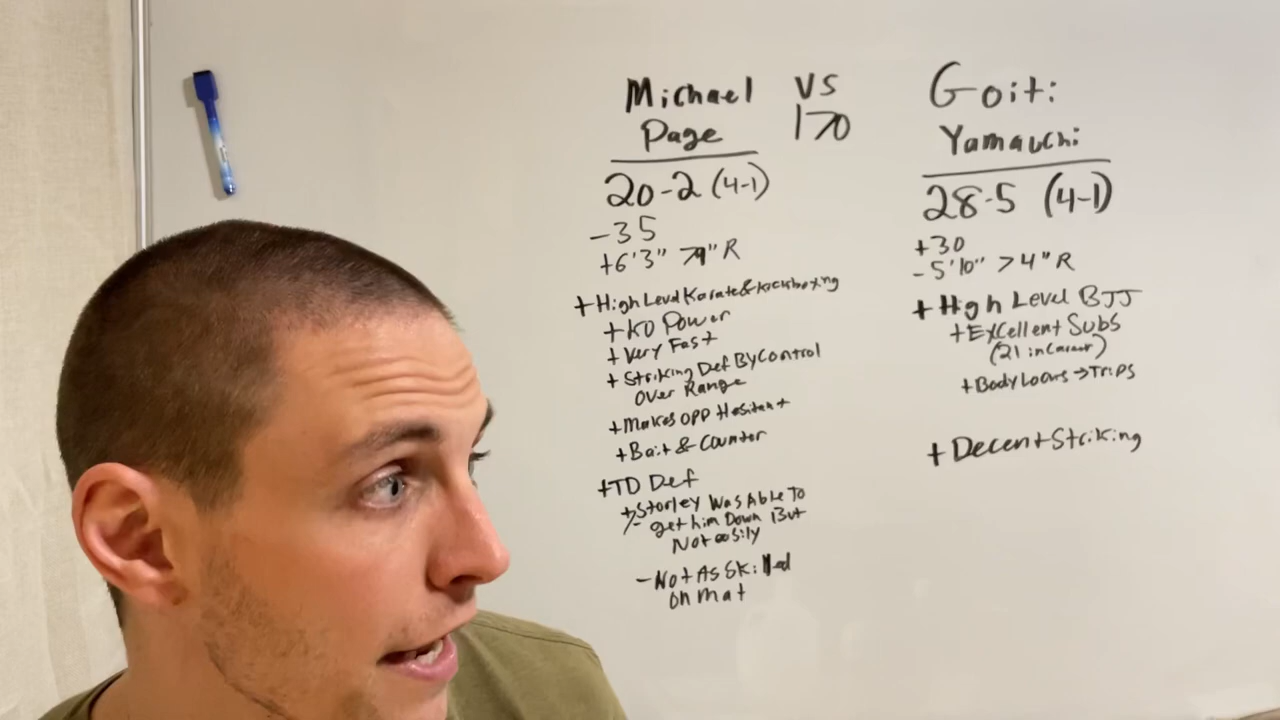 Michael VS Goiti
Page 170 Yamauchi
20-2 (4-1)
-35
+6'3" R
+ High Level Karate & Kickboxing
+ KO Power
+ Very Fast
+ Striking Def By Control
Over Range
+ Makes Opp Hesitant
+ Bait & Counter
+TD Def
+/- Storley Was Able To
get him Down But
Not easily
- Not As Skilled
on mat
28-5 (4-1)
+30
-5'10" >4" R
+ High Level BJJ
+ Excellent Subs
(21 in Career)
+ Body Locks → Trips
+ Decent Striking